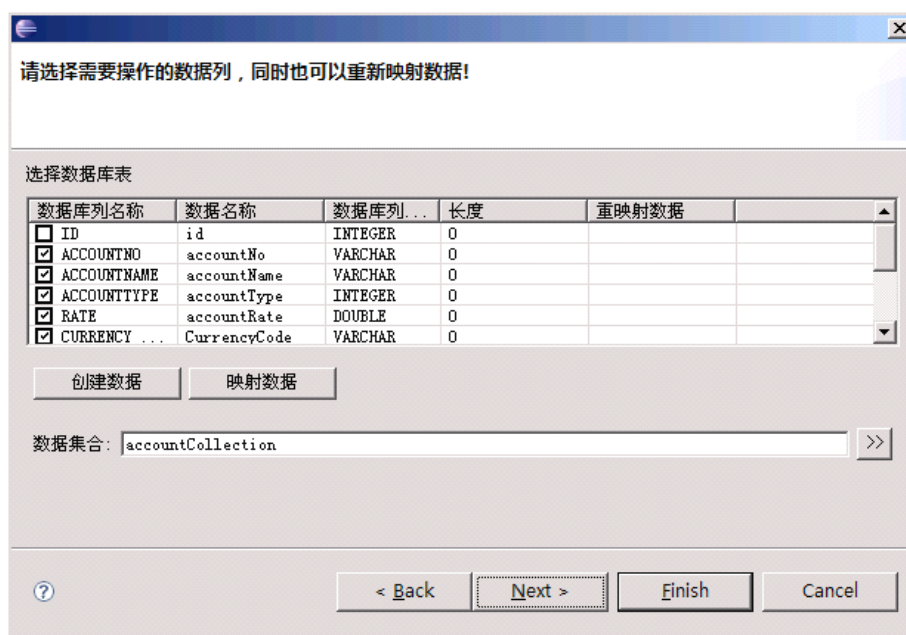 请选择需要操作的数据列，同时也可以重新映射数据!
选择数据库表
数据库列名称 数据名称 数据库列... 长度 重映射数据
ID id INTEGER 0
ACCOUNTNO accountNo VARCHAR 0
ACCOUNTNAME accountName VARCHAR 0
ACCOUNTTYPE accountType INTEGER 0
RATE accountRate DOUBLE 0
CURRENCY ... CurrencyCode VARCHAR 0
创建数据 映射数据
数据集合: accountCollection >>
? < Back Next > Finish Cancel